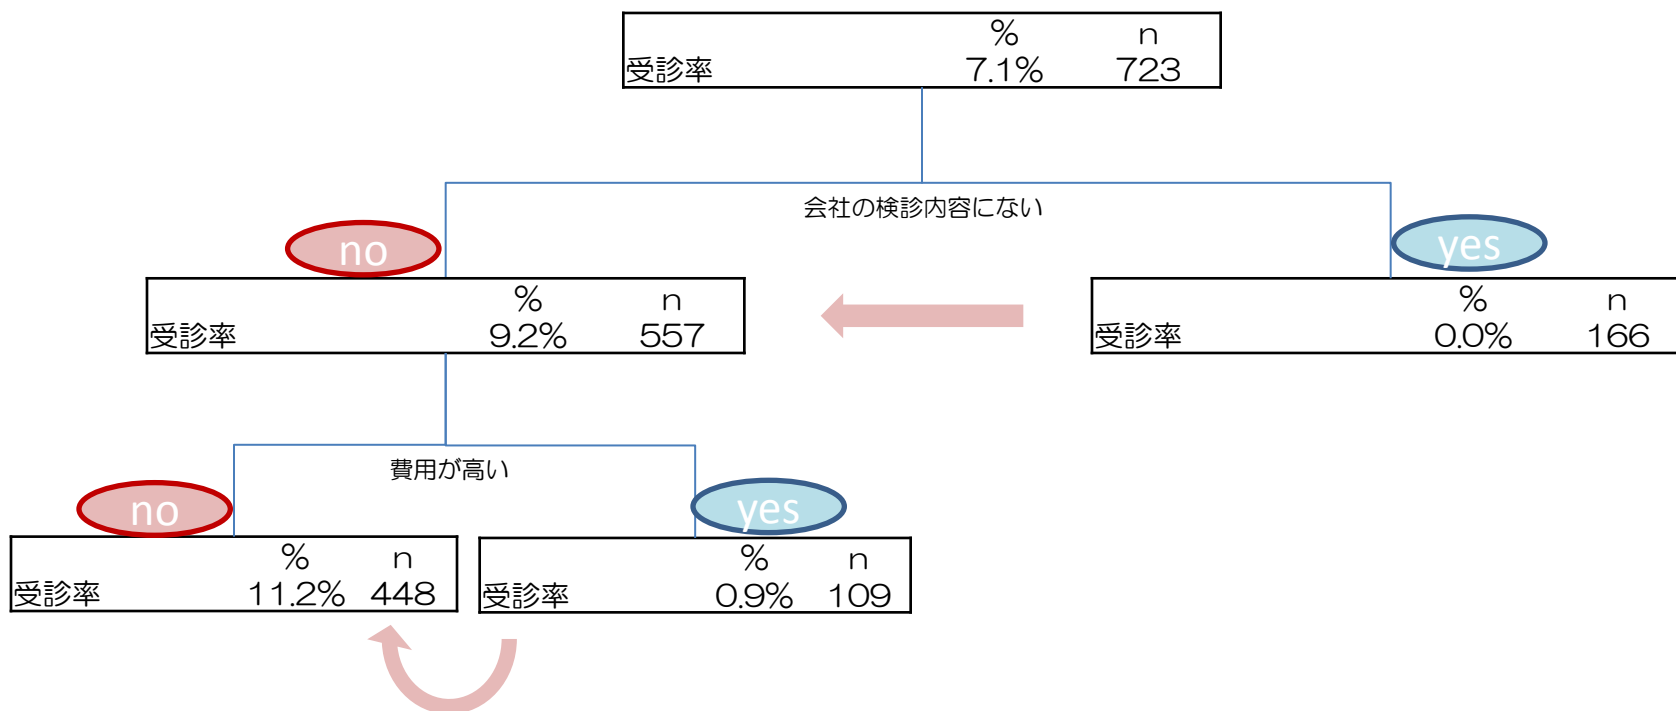 % n
受診率 7.1% 723
会社の検診内容にない
no
yes
% n
受診率 9.2% 557
% n
受診率 0.0% 166
費用が高い
no
yes
% n
受診率 11.2% 448
% n
受診率 0.9% 109